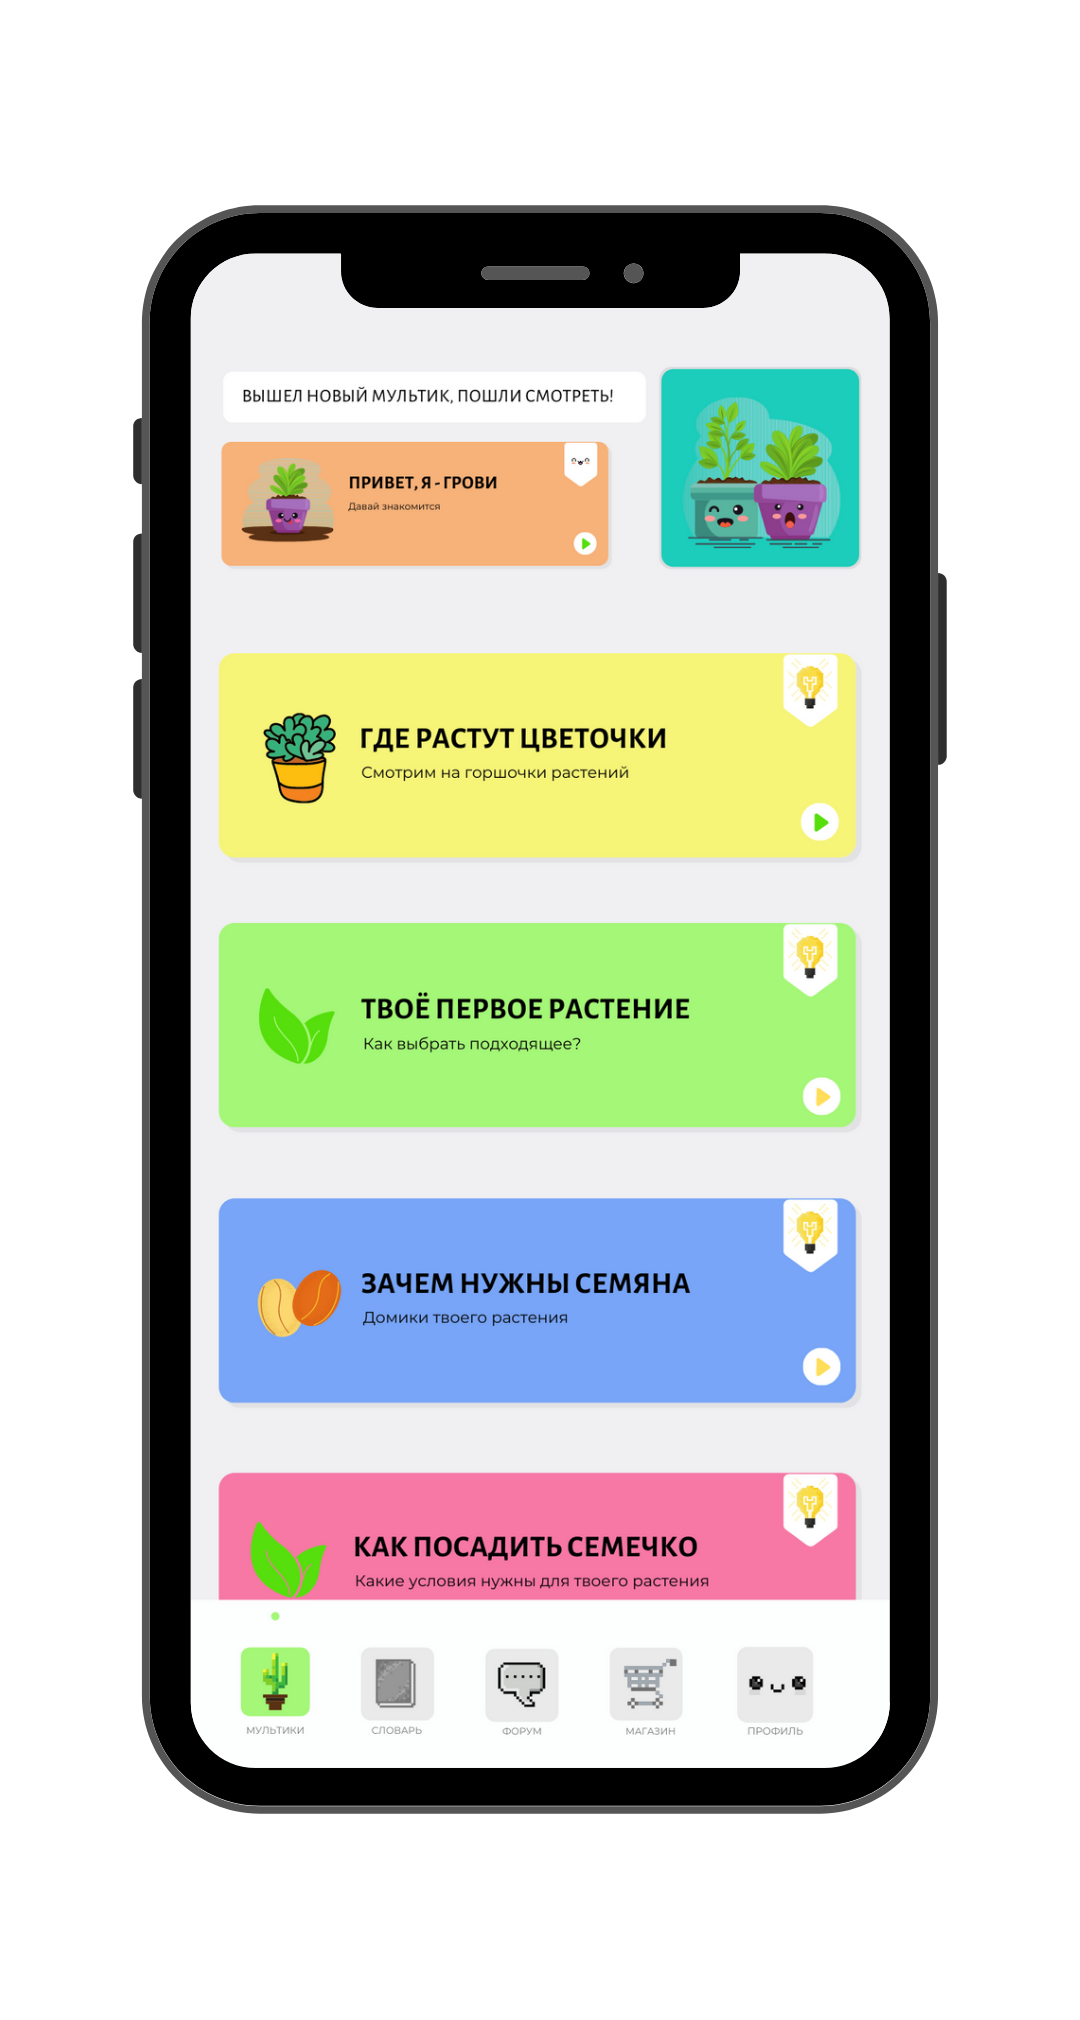 ВЫШЕЛ НОВЫЙ МУЛЬТИК, ПОШЛИ СМОТРЕТЬ!
ПРИВЕТ, Я - ГРОВИ
Давай знакомится
ГДЕ РАСТУТ ЦВЕТОЧКИ
Смотрим на горшочки растений
ТВОЁ ПЕРВОЕ РАСТЕНИЕ
Как выбрать подходящее?
ЗАЧЕМ НУЖНЫ СЕМЯНА
Домики твоего растения
КАК ПОСАДИТЬ СЕМЕЧКО
Какие условия нужны для твоего растения
МУЛЬТИКИ
СЛОВАРЬ
ФОРУМ
МАГАЗИН
ПРОФИЛЬ